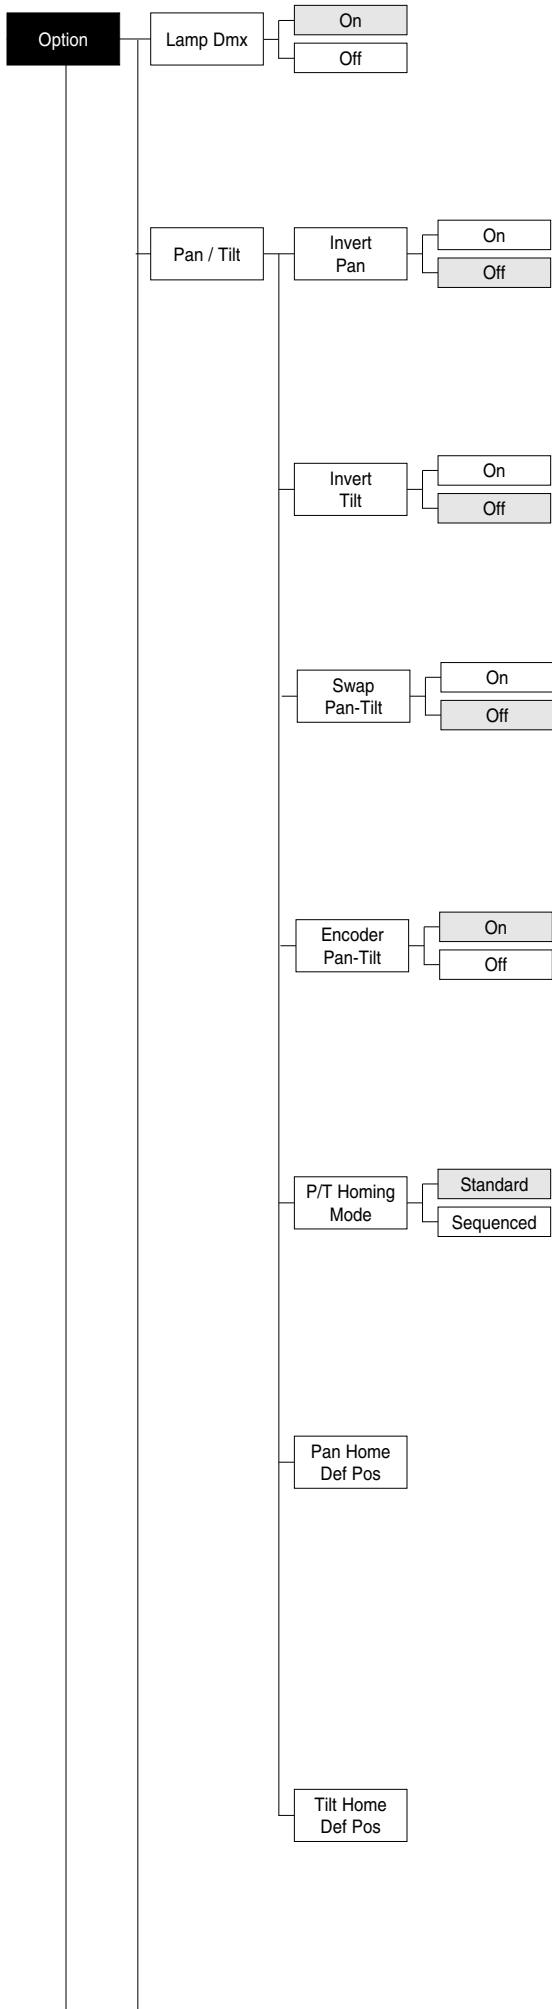 Option
Lamp Dmx
On
Off
Pan / Tilt
Invert
Pan
On
Off
Invert
Tilt
On
Off
Swap
Pan-Tilt
On
Off
Encoder
Pan-Tilt
On
Off
P/T Homing
Mode
Standard
Sequenced
Pan Home
Def Pos
Tilt Home
Def Pos